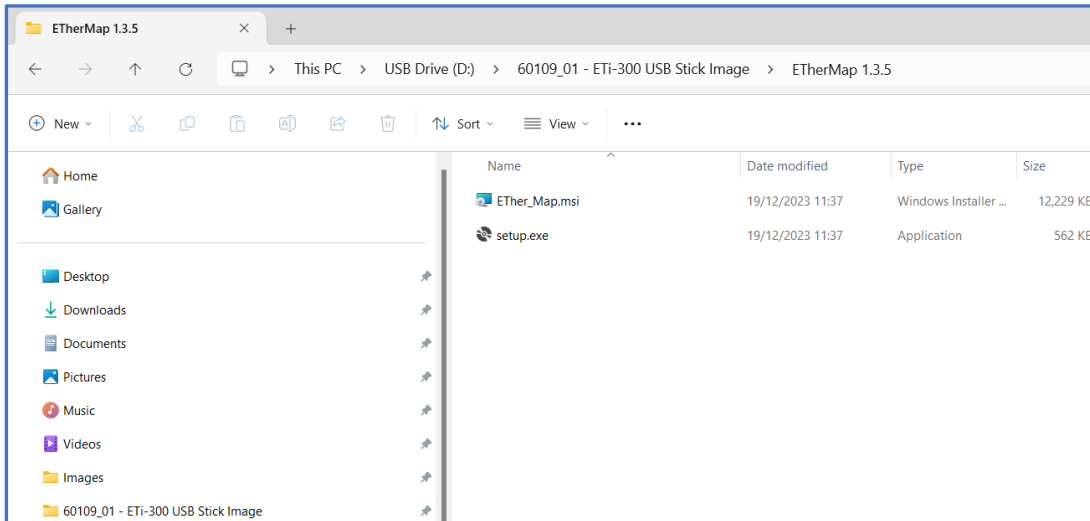 ETherMap 1.3.5
This PC > USB Drive (D:) > 60109_01 - ETi-300 USB Stick Image > ETherMap 1.3.5
New Sort View
Home
Gallery
Desktop
Downloads
Documents
Pictures
Music
Videos
Images
60109_01 - ETi-300 USB Stick Image
Name Date modified Type Size
ETher_Map.msi 19/12/2023 11:37 Windows Installer ... 12,229 KB
setup.exe 19/12/2023 11:37 Application 562 KB